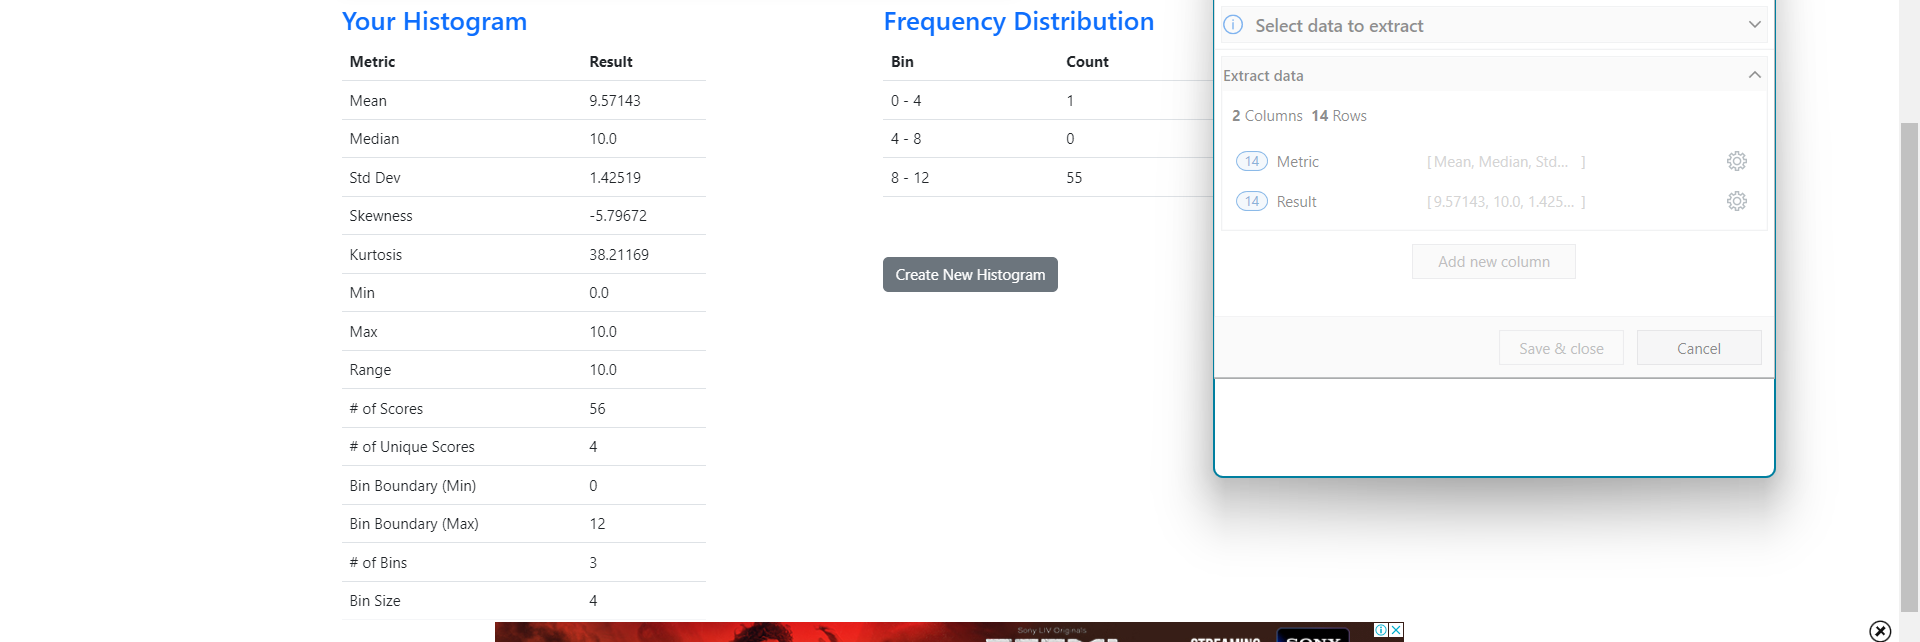 Your Histogram
Metric Result
Mean 9.57143
Median 10.0
Std Dev 1.42519
Skewness -5.79672
Kurtosis 38.21169
Min 0.0
Max 10.0
Range 10.0
# of Scores 56
# of Unique Scores 4
Bin Boundary (Min) 0
Bin Boundary (Max) 12
# of Bins 3
Bin Size 4
Frequency Distribution
Bin Count
0 - 4 1
4 - 8 0
8 - 12 55
Create New Histogram
Select data to extract
Extract data
2 Columns 14 Rows
14 Metric [ Mean, Median, Std... ]
14 Result [ 9.57143, 10.0, 1.425... ]
Add new column
Save & close Cancel
Sony LIV Originals
STREAMING SONY